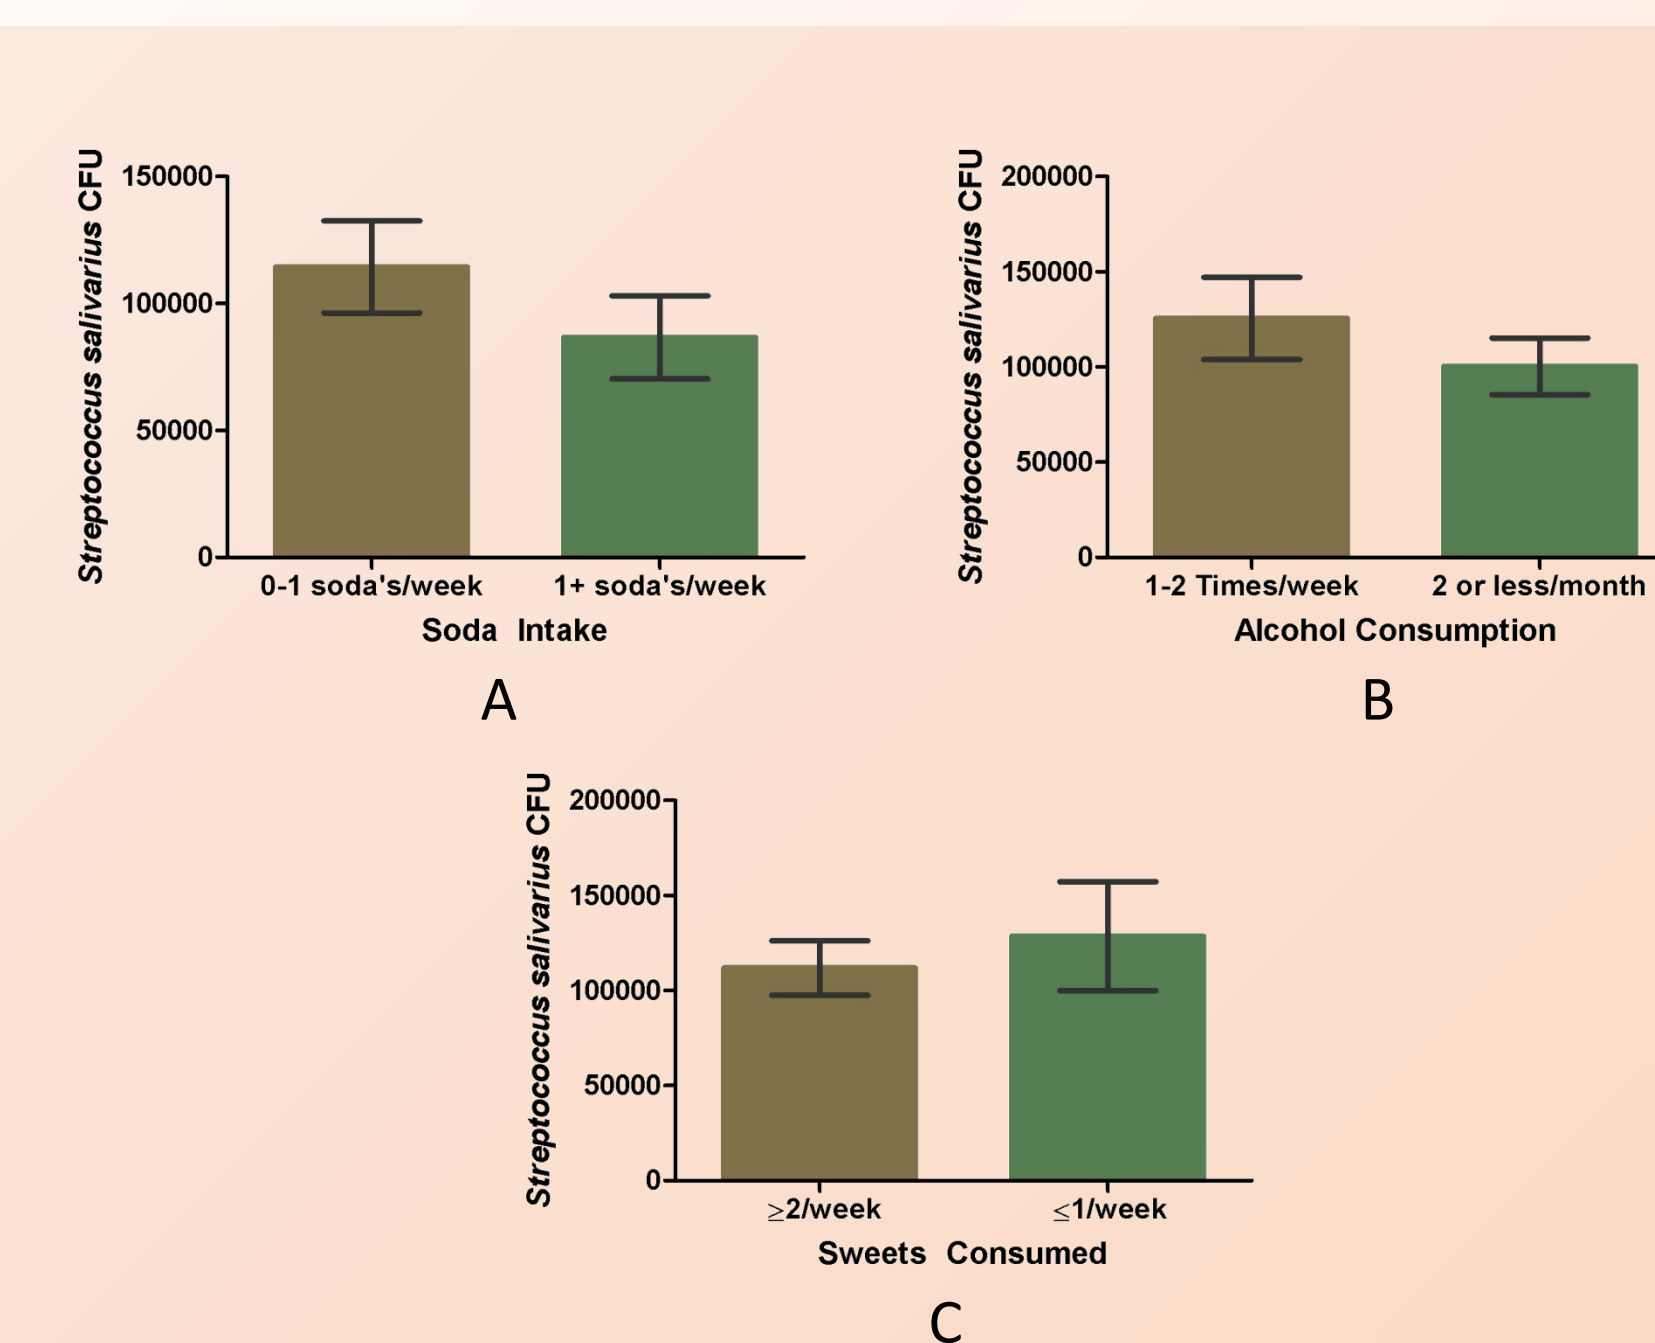 Streptococcus salivarius CFU
150000
100000
50000
0
0-1 soda's/week 1+ soda's/week
Soda Intake
A
Streptococcus salivarius CFU
200000
150000
100000
50000
0
1-2 Times/week 2 or less/month
Alcohol Consumption
B
Streptococcus salivarius CFU
200000
150000
100000
50000
0
≥2/week ≤1/week
Sweets Consumed
C